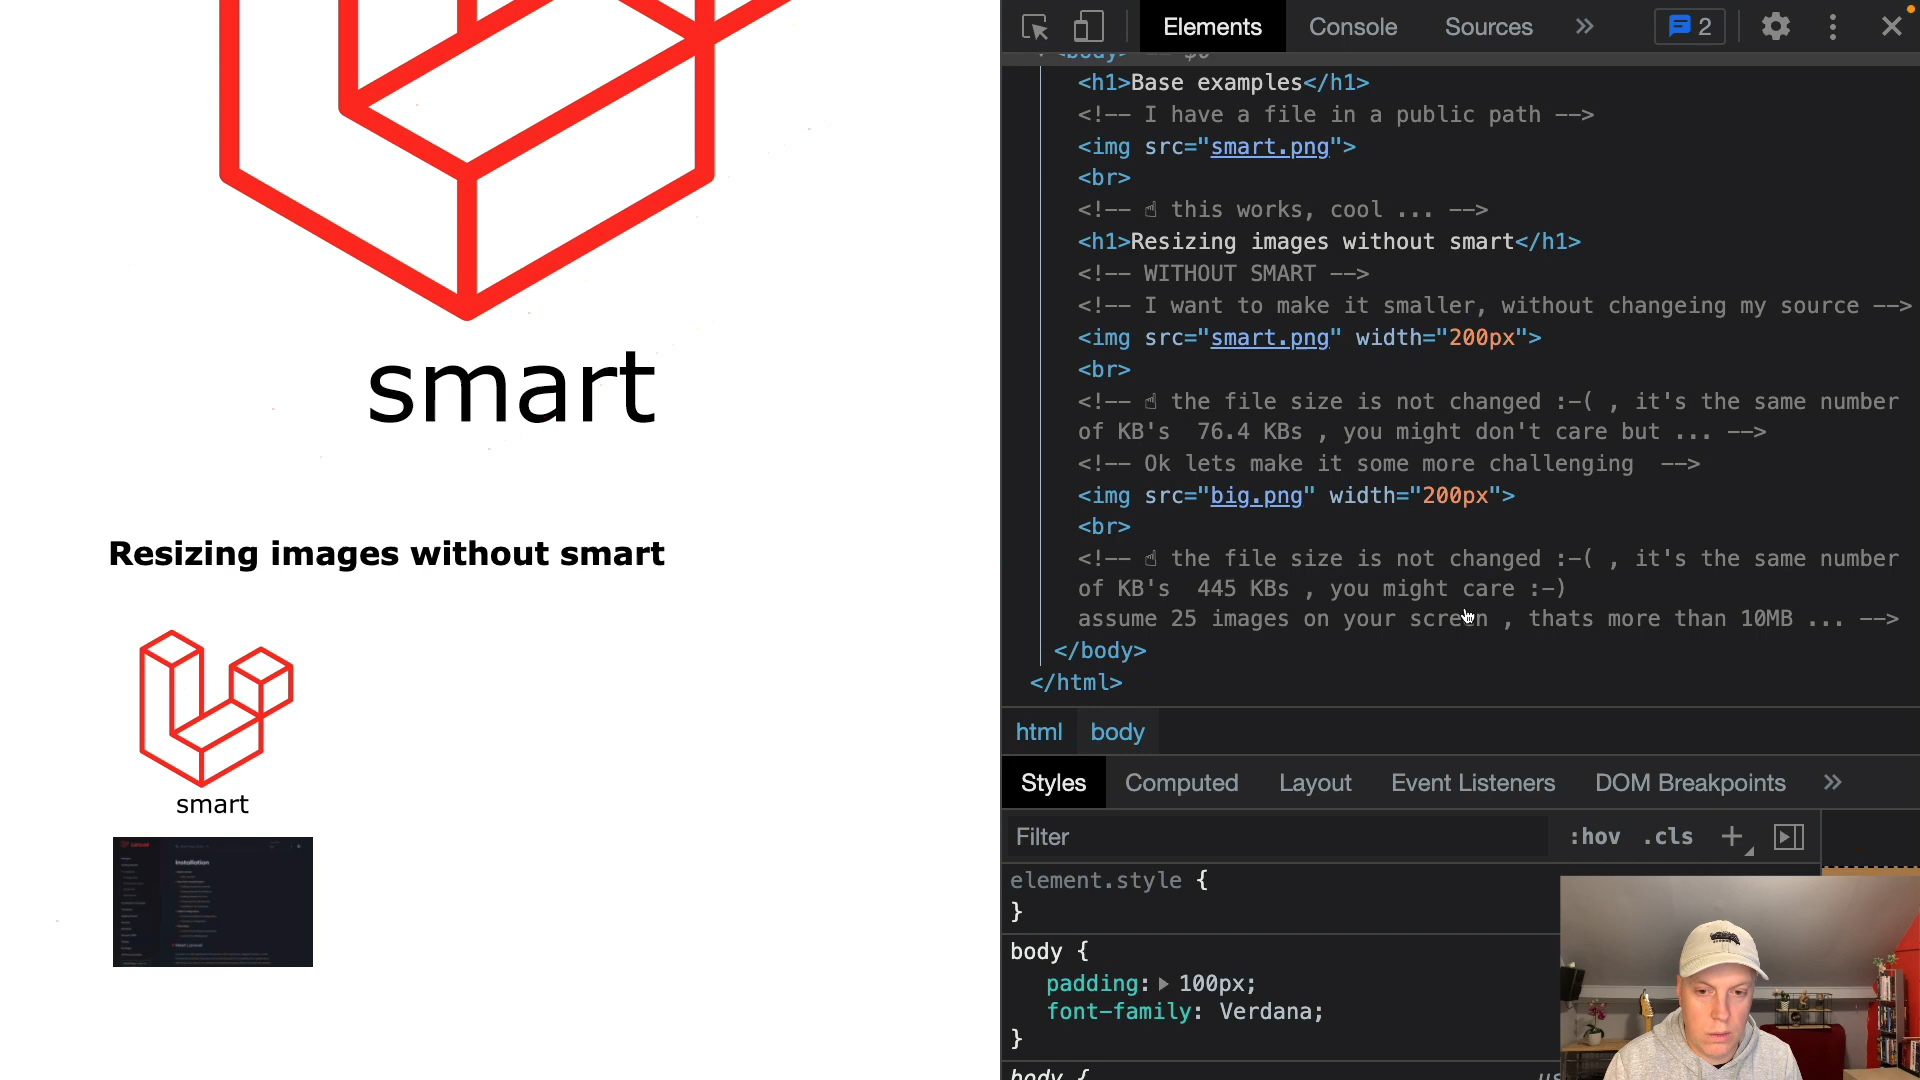 smart
Resizing images without smart
smart
Installation
Elements
Console
Sources
2
<body> == $0
<h1>Base examples</h1>
<!-- I have a file in a public path -->
<img src="smart.png">
<br>
<!-- ☝ this works, cool ... -->
<h1>Resizing images without smart</h1>
<!-- WITHOUT SMART -->
<!-- I want to make it smaller, without changeing my source -->
<img src="smart.png" width="200px">
<br>
<!-- ☝ the file size is not changed :-( , it's the same number
of KB's  76.4 KBs , you might don't care but ... -->
<!-- Ok lets make it some more challenging  -->
<img src="big.png" width="200px">
<br>
<!-- ☝ the file size is not changed :-( , it's the same number
of KB's  445 KBs , you might care :-)
assume 25 images on your screen , thats more than 10MB ... -->
</body>
</html>
html
body
Styles
Computed
Layout
Event Listeners
DOM Breakpoints
Filter
:hov
.cls
element.style {
}
body {
padding: 100px;
font-family: Verdana;
}
body {